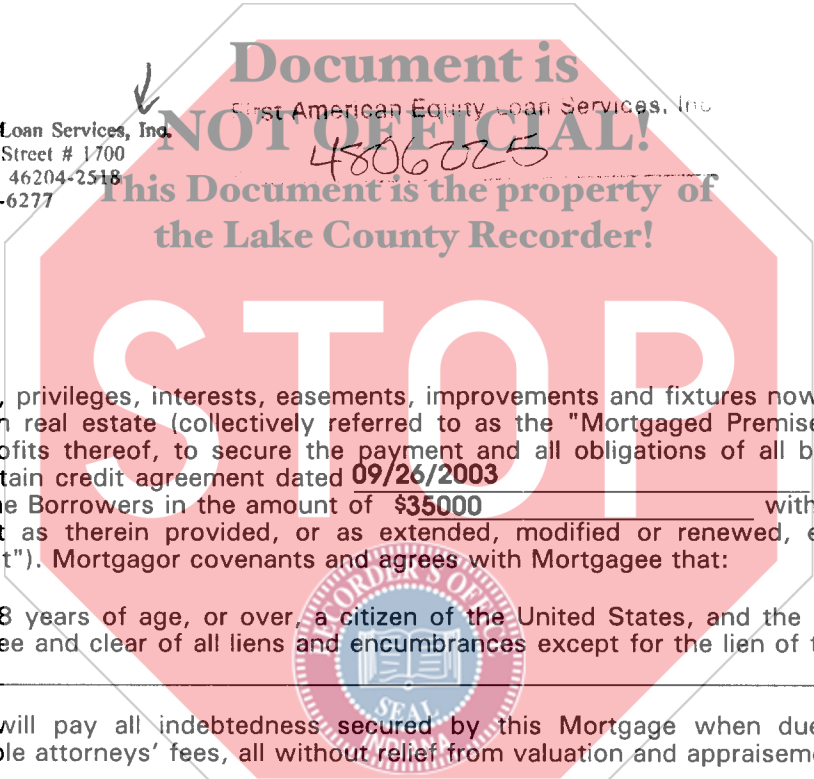 Document is
First American Equity Loan Services, Inc
Loan Services, Inc.
NOT OFFICIAL!
Street # 1700
4806225
46204-2518
This Document is the property of
-6277
the Lake County Recorder!
STOP
, privileges, interests, easements, improvements and fixtures now
n real estate (collectively referred to as the "Mortgaged Premise
ofits thereof, to secure the payment and all obligations of all b
tain credit agreement dated 09/26/2003
ne Borrowers in the amount of $35000 with
t as therein provided, or as extended, modified or renewed, e
t"). Mortgagor covenants and agrees with Mortgagee that:
8 years of age, or over, a citizen of the United States, and the
ee and clear of all liens and encumbrances except for the lien of t
will pay all indebtedness secured by this Mortgage when due
ble attorneys' fees, all without relief from valuation and appraiseme
RECORDER'S OFFICE
SEAL
INDIANA